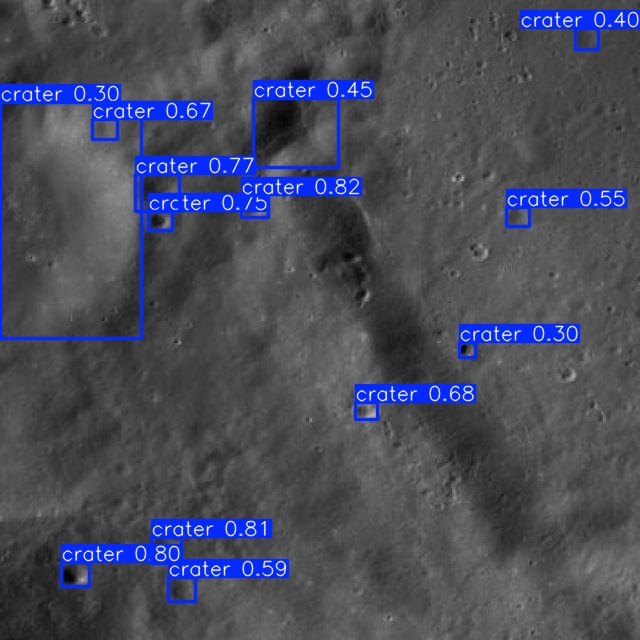 crater 0.40
crater 0.30
crater 0.45
crater 0.67
crater 0.77
crater 0.82
crater 0.75
crater 0.55
crater 0.30
crater 0.68
crater 0.81
crater 0.80
crater 0.59